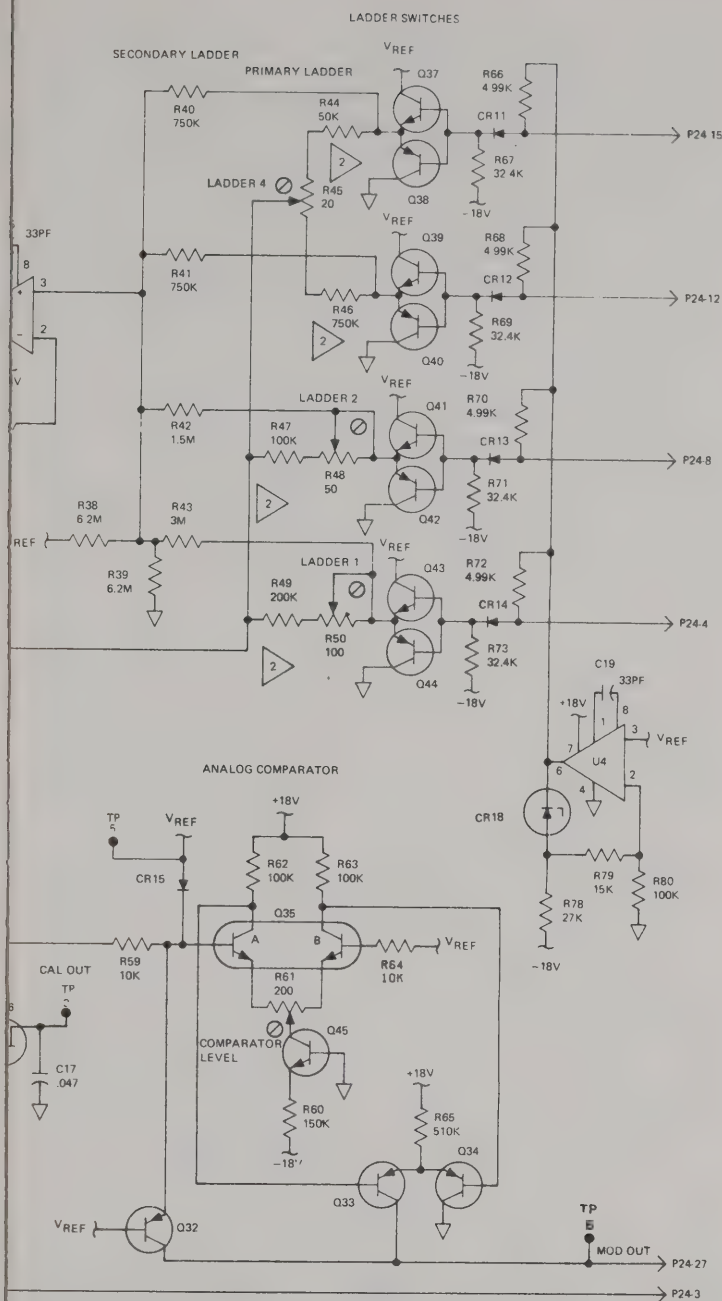 LADDER SWITCHES
SECONDARY LADDER
PRIMARY LADDER
VREF
Q37
R66
4.99K
R40
750K
R44
50K
CR11
P24-15
2
R67
32.4K
LADDER 4
R45
20
Q38
-18V
VREF
R68
4.99K
33PF
8
Q39
3
+
R41
750K
CR12
P24-12
2
-
R46
750K
2
R69
32.4K
V
Q40
-18V
VREF
LADDER 2
Q41
R70
4.99K
R42
1.5M
R47
100K
CR13
P24-8
R48
50
R71
32.4K
2
Q42
R38
6.2M
R43
3M
-18V
REF
VREF
LADDER 1
Q43
R72
4.99K
R39
6.2M
R49
200K
CR14
P24-4
R50
100
R73
32.4K
2
Q44
C19
33PF
-18V
+18V
1
8
7
3
VREF
ANALOG COMPARATOR
6
U4
2
4
+18V
CR18
TP
5
VREF
R62
100K
R63
100K
R79
15K
R80
100K
CR15
R78
27K
Q35
A
B
VREF
-18V
R59
10K
R64
10K
CAL OUT
R61
200
8
TP
COMPARATOR
LEVEL
Q45
C17
.047
+18V
R60
150K
R65
510K
Q34
-18V
Q33
TP
VREF
Q32
MOD OUT
P24-27
P24-3